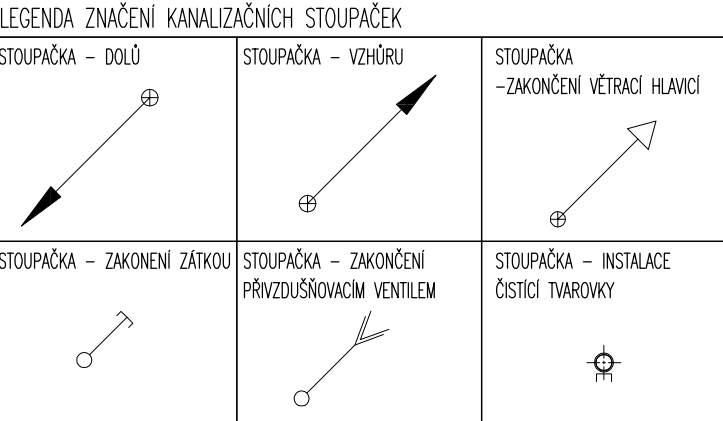 LEGENDA ZNAČENÍ KANALIZAČNÍCH STOUPAČEK
STOUPAČKA – DOLŮ
STOUPAČKA – VZHŮRU
STOUPAČKA
–ZAKONČENÍ VĚTRACÍ HLAVICÍ
STOUPAČKA – ZAKONENÍ ZÁTKOU
STOUPAČKA – ZAKONČENÍ
PŘIVZDUŠŇOVACÍM VENTILEM
STOUPAČKA – INSTALACE
ČISTÍCÍ TVAROVKY